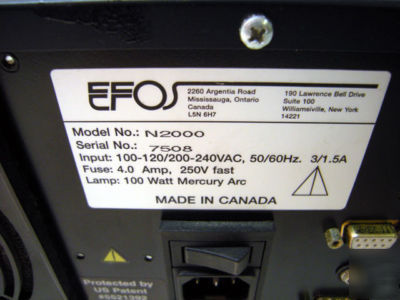 EFOS
2260 Argentia Road
Mississauga, Ontario
Canada
L5N 6H7
190 Lawrence Bell Drive
Suite 100
Williamsville, New York
14221
Model No.: N2000
Serial No.: 7508
Input: 100-120/200-240VAC, 50/60Hz. 3/1.5A
Fuse: 4.0 Amp, 250V fast
Lamp: 100 Watt Mercury Arc
MADE IN CANADA
Protected by
US Patent
#5521392